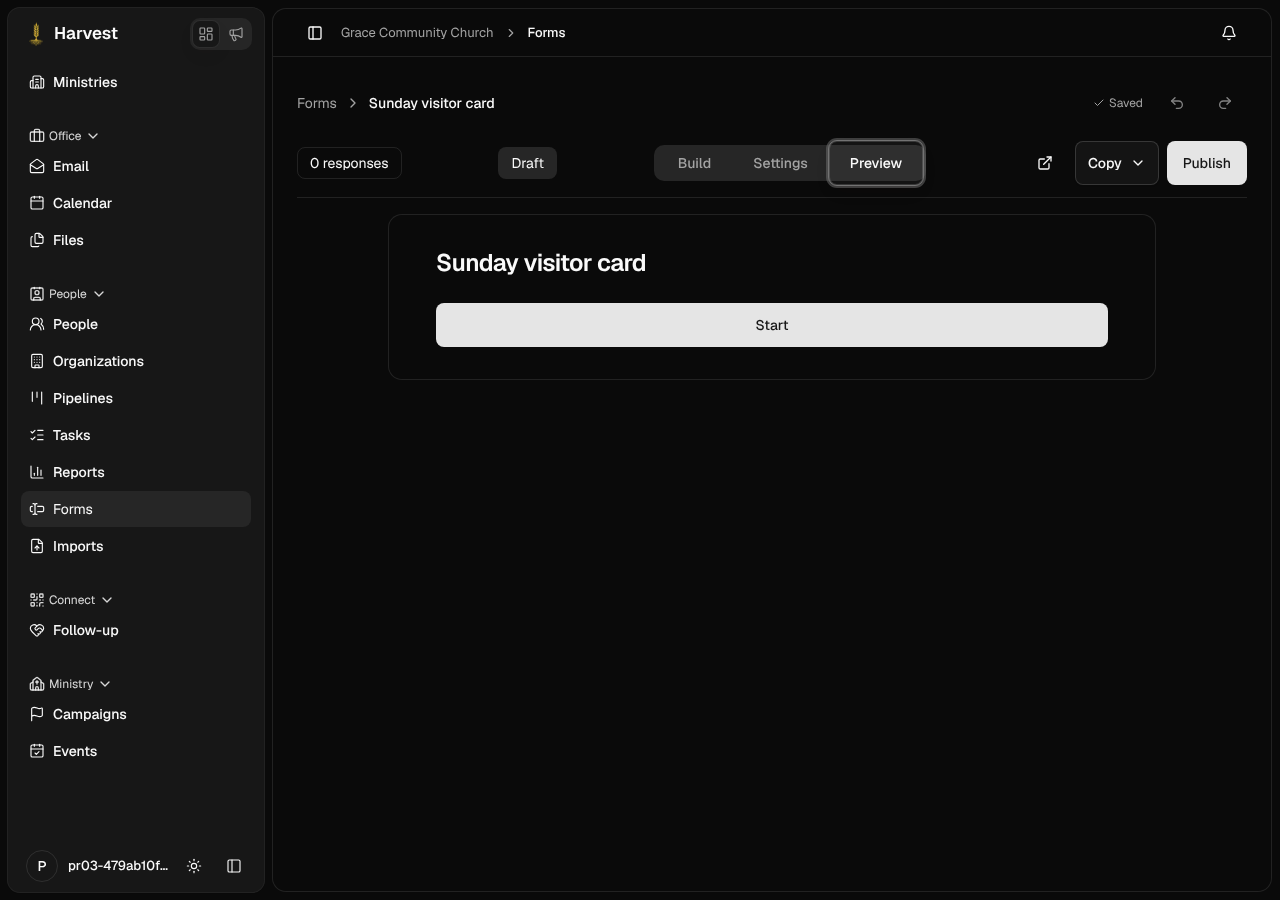 Harvest
Ministries
Office
Email
Calendar
Files
People
People
Organizations
Pipelines
Tasks
Reports
Forms
Imports
Connect
Follow-up
Ministry
Campaigns
Events
P pr03-479ab10f...
Grace Community Church > Forms
Forms > Sunday visitor card
Saved
0 responses
Draft
Build Settings Preview
Copy
Publish
Sunday visitor card
Start